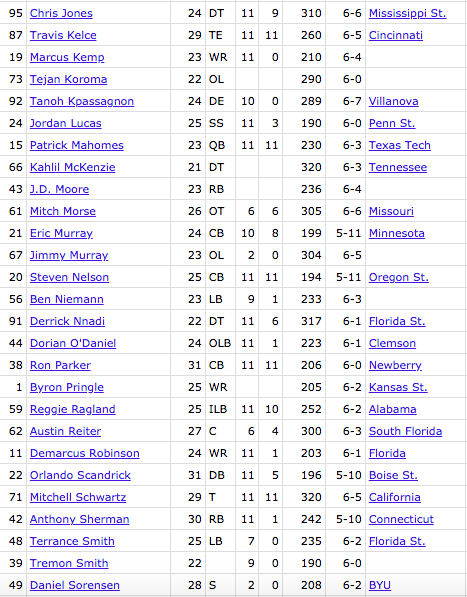 95 Chris Jones 24 DT 11 9 310 6-6 Mississippi St.
87 Travis Kelce 29 TE 11 11 260 6-5 Cincinnati
19 Marcus Kemp 23 WR 11 0 210 6-4
73 Tejan Koroma 22 OL 290 6-0
92 Tanoh Kpassagnon 24 DE 10 0 289 6-7 Villanova
24 Jordan Lucas 25 SS 11 3 190 6-0 Penn St.
15 Patrick Mahomes 23 QB 11 11 230 6-3 Texas Tech
66 Kahlil McKenzie 21 DT 320 6-3 Tennessee
43 J.D. Moore 23 RB 236 6-4
61 Mitch Morse 26 OT 6 6 305 6-6 Missouri
21 Eric Murray 24 CB 10 8 199 5-11 Minnesota
67 Jimmy Murray 23 OL 2 0 304 6-5
20 Steven Nelson 25 CB 11 11 194 5-11 Oregon St.
56 Ben Niemann 23 LB 9 1 233 6-3
91 Derrick Nnadi 22 DT 11 6 317 6-1 Florida St.
44 Dorian O'Daniel 24 OLB 11 1 223 6-1 Clemson
38 Ron Parker 31 CB 11 11 206 6-0 Newberry
1 Byron Pringle 25 WR 205 6-2 Kansas St.
59 Reggie Ragland 25 ILB 11 10 252 6-2 Alabama
62 Austin Reiter 27 C 6 4 300 6-3 South Florida
11 Demarcus Robinson 24 WR 11 1 203 6-1 Florida
22 Orlando Scandrick 31 DB 11 5 196 5-10 Boise St.
71 Mitchell Schwartz 29 T 11 11 320 6-5 California
42 Anthony Sherman 30 RB 11 1 242 5-10 Connecticut
48 Terrance Smith 25 LB 7 0 235 6-2 Florida St.
39 Tremon Smith 22 9 0 190 6-0
49 Daniel Sorensen 28 S 2 0 208 6-2 BYU